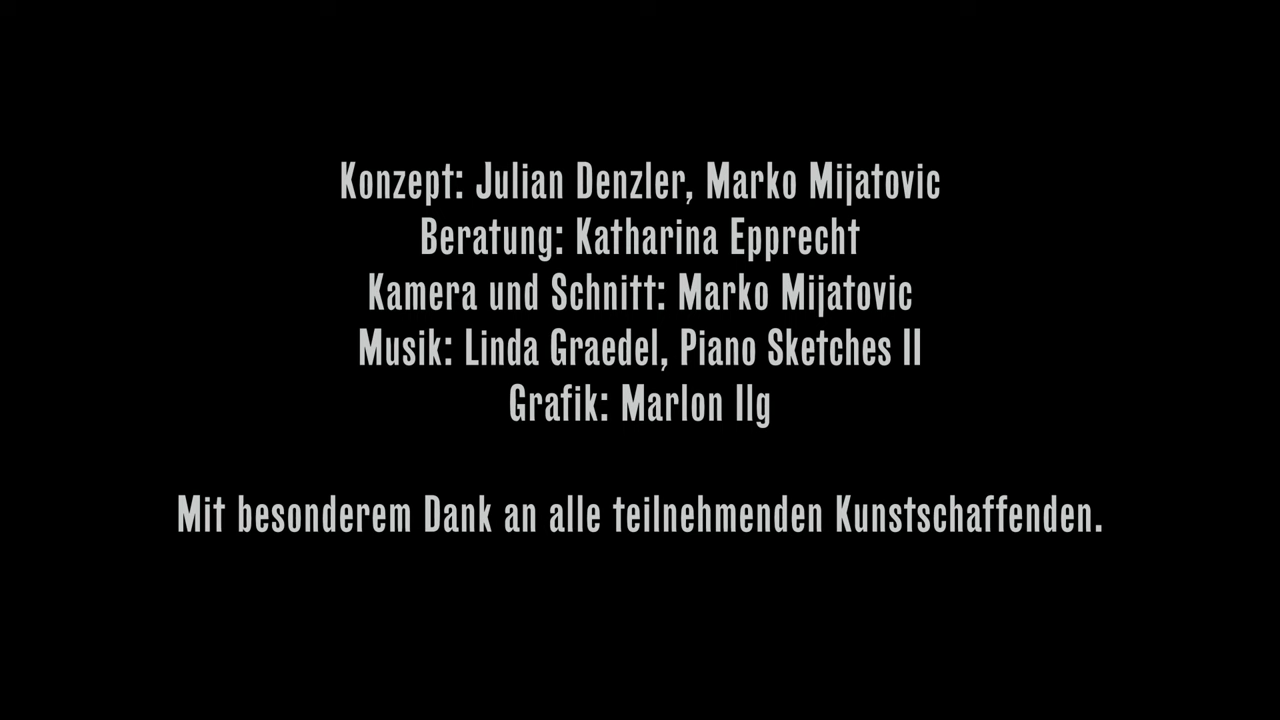 Konzept: Julian Denzler, Marko Mijatovic
Beratung: Katharina Epprecht
Kamera und Schnitt: Marko Mijatovic
Musik: Linda Graedel, Piano Sketches II
Grafik: Marlon Ilg
Mit besonderem Dank an alle teilnehmenden Kunstschaffenden.